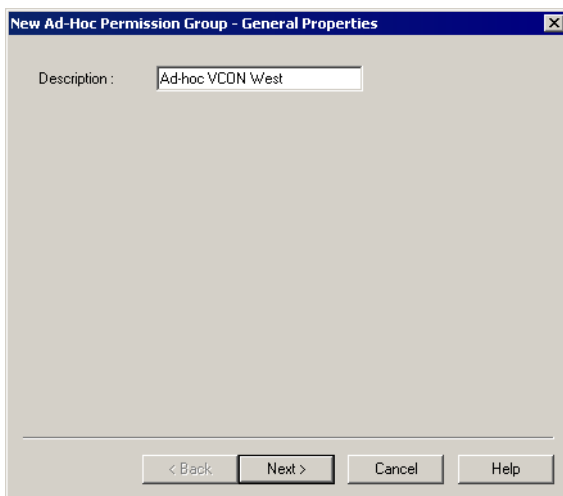 New Ad-Hoc Permission Group - General Properties
Description : Ad-hoc VCON West
< Back Next > Cancel Help